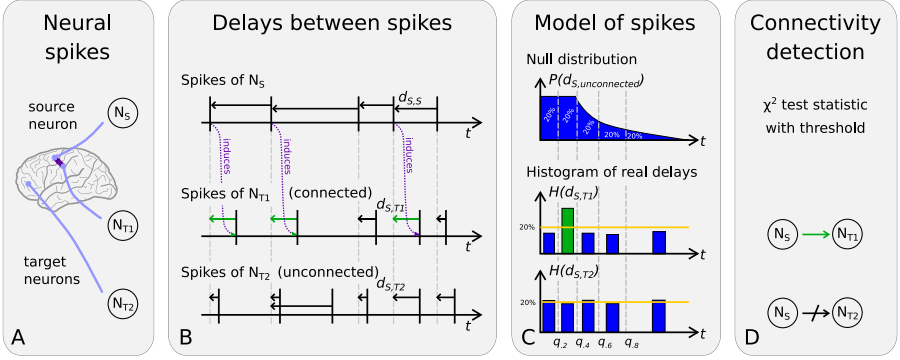 Neural
spikes
source
neuron
N_S
N_T1
target
neurons
N_T2
A
Delays between spikes
Spikes of N_S
d_S,S
t
induces
induces
induces
Spikes of N_T1 (connected)
d_S,T1
t
Spikes of N_T2 (unconnected)
d_S,T2
t
B
Model of spikes
Null distribution
P(d_S,unconnected)
20% 20% 20% 20% 20%
t
Histogram of real delays
H(d_S,T1)
20%
t
H(d_S,T2)
20%
t
q.2 q.4 q.6 q.8
C
Connectivity
detection
χ² test statistic
with threshold
N_S N_T1
N_S N_T2
D